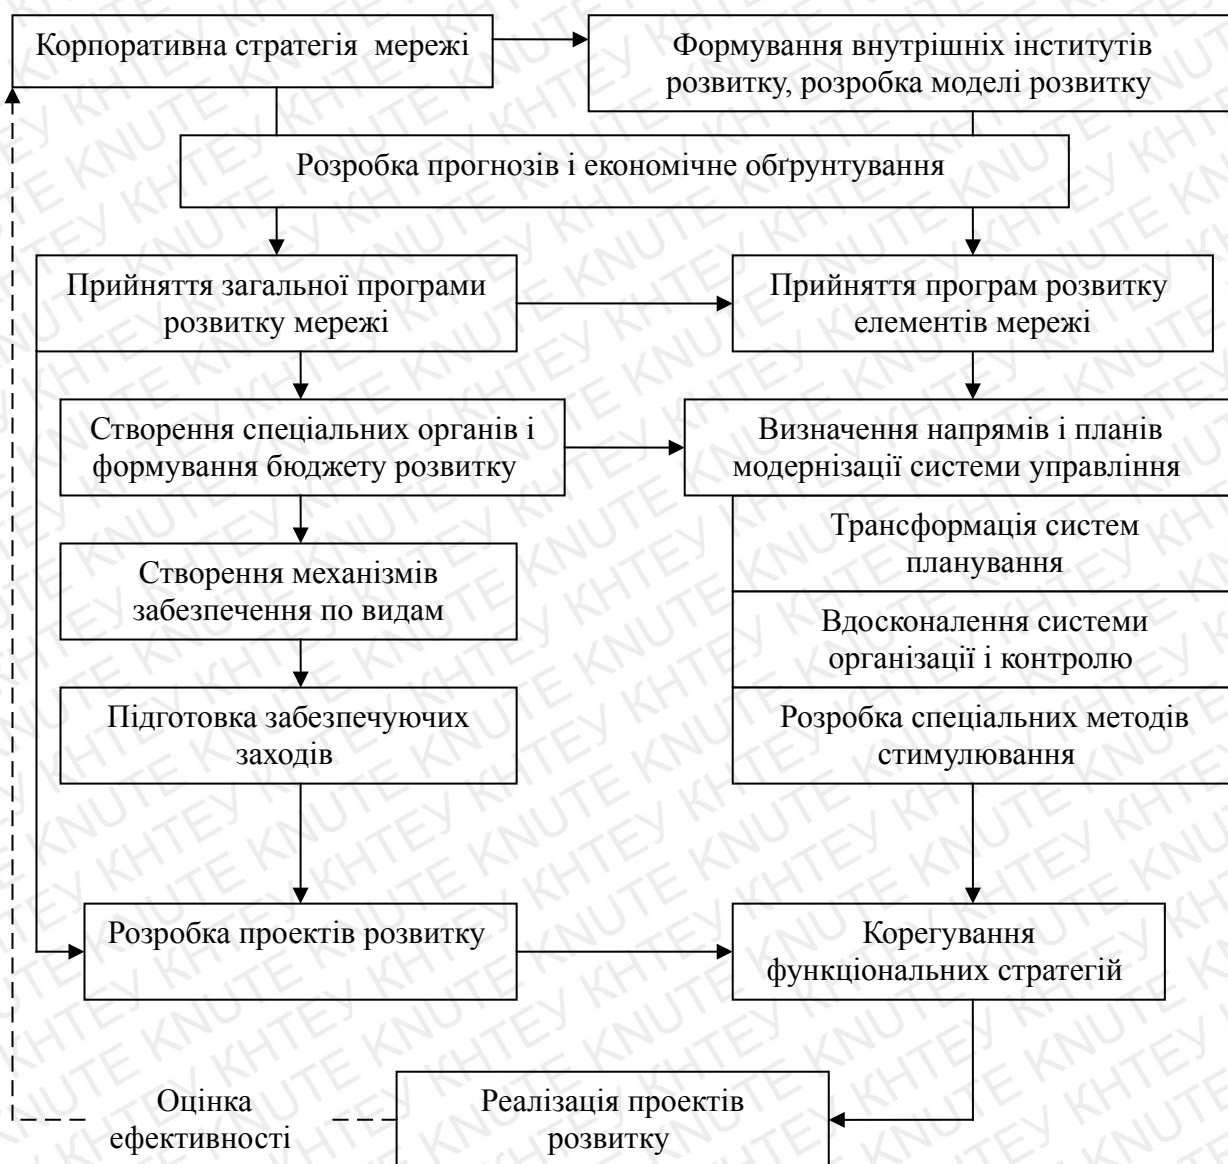 Корпоративна стратегія  мережі
Формування внутрішніх інститутів
розвитку, розробка моделі розвитку
Розробка прогнозів і економічне обґрунтування
Прийняття загальної програми
розвитку мережі
Прийняття програм розвитку
елементів мережі
Створення спеціальних органів і
формування бюджету розвитку
Визначення напрямів і планів
модернізації системи управління
Трансформація систем
планування
Створення механізмів
забезпечення по видам
Вдосконалення системи
організації і контролю
Підготовка забезпечуючих
заходів
Розробка спеціальних методів
стимулювання
Розробка проектів розвитку
Корегування
функціональних стратегій
Оцінка
ефективності
Реалізація проектів
розвитку
KNUTE КНТЕУ